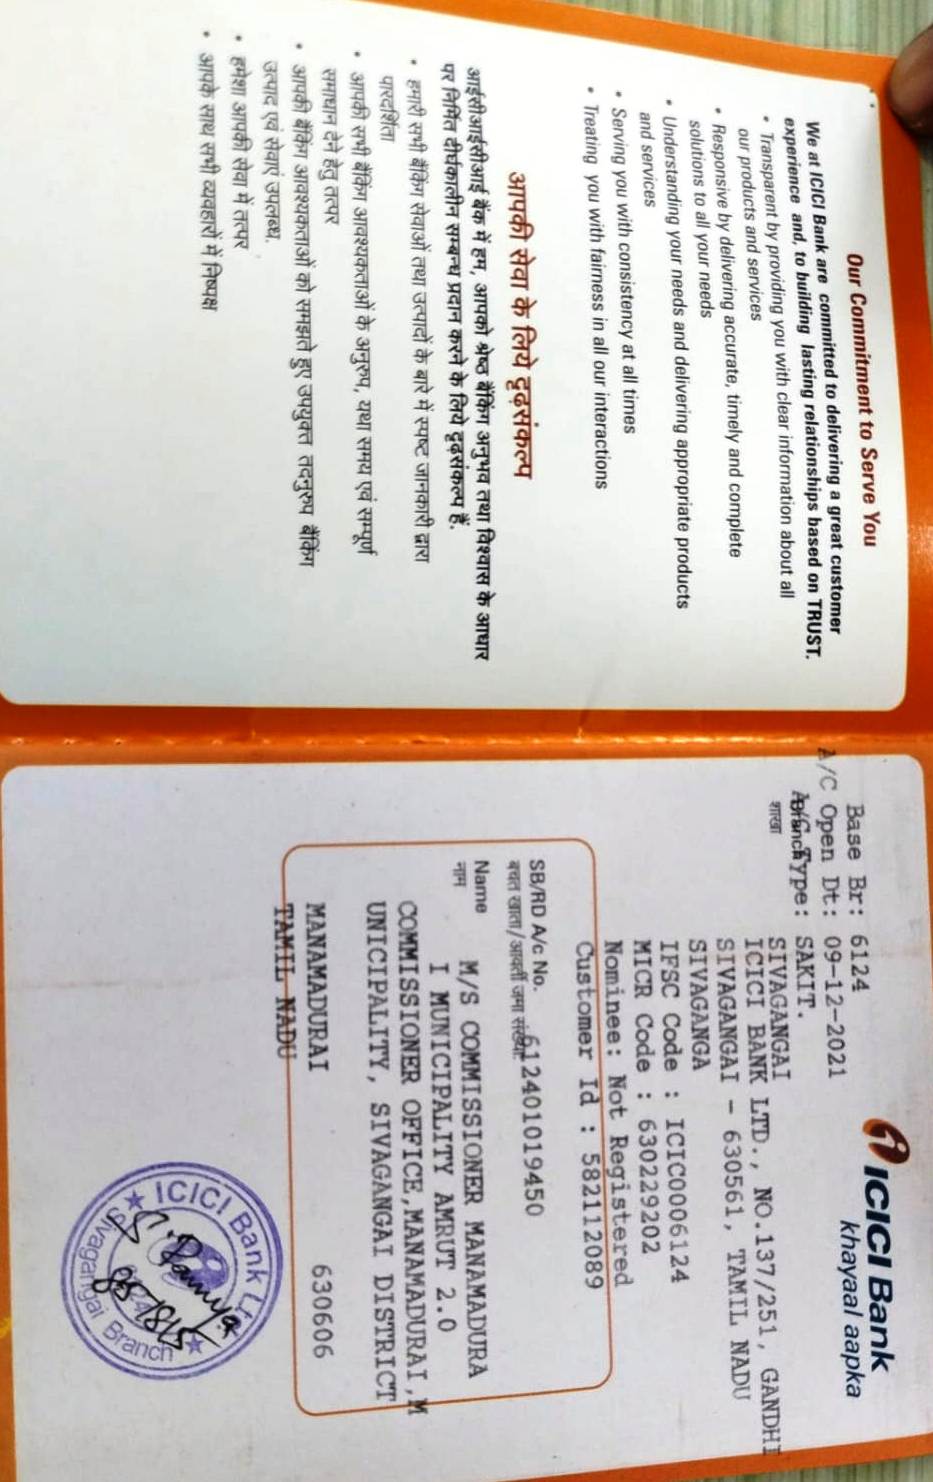 Our Commitment to Serve You
We at ICICI Bank are committed to delivering a great customer
experience and, to building lasting relationships based on TRUST.
• Transparent by providing you with clear information about all
our products and services
• Responsive by delivering accurate, timely and complete
solutions to all your needs
• Understanding your needs and delivering appropriate products
and services
• Serving you with consistency at all times
• Treating you with fairness in all our interactions
आपकी सेवा के लिये दृढसंकल्प
आईसीआईसीआई बैंक में हम, आपको श्रेष्ठ बैंकिंग अनुभव तथा विश्वास के आधार
पर निर्मित दीर्घकालीन सम्बन्ध प्रदान करने के लिये दृढसंकल्प हैं.
• हमारी सभी बैंकिंग सेवाओं तथा उत्पादों के बारे में स्पष्ट जानकारी द्वारा
पारदर्शिता
• आपकी सभी बैंकिंग आवश्यकताओं के अनुरुप, यथा समय एवं सम्पूर्ण
समाधान देने हेतु तत्पर
• आपकी बैंकिंग आवश्यकताओं को समझते हुए उपयुक्त तदनुरुप बैंकिंग
उत्पाद एवं सेवाएं उपलब्ध.
• हमेशा आपकी सेवा में तत्पर
• आपके साथ सभी व्यवहारों में निष्पक्ष
ICICI Bank
khayaal aapka
Base Br: 6124
A/C Open Dt: 09-12-2021
A/C Type: SAKIT.
Branch
शाखा
SIVAGANGAI
ICICI BANK LTD., NO.137/251, GANDHI
SIVAGANGAI - 630561, TAMIL NADU
SIVAGANGA
IFSC Code : ICIC0006124
MICR Code : 630229202
Nominee: Not Registered
Customer Id : 582112089
SB/RD A/c No. 612401019450
बचत खाता/आवर्ती जमा संख्या
Name M/S COMMISSIONER MANAMADURA
नाम
I MUNICIPALITY AMRUT 2.0
COMMISSIONER OFFICE,MANAMADURAI,M
UNICIPALITY, SIVAGANGAI DISTRICT
MANAMADURAI 630606
TAMIL NADU
ICICI Bank Ltd
Sivagangai Branch